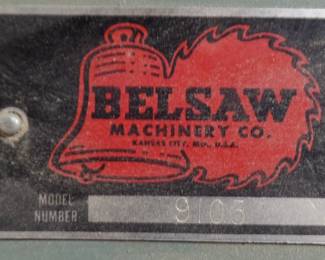 BELSAW
MACHINERY CO.
KANSAS CITY, MO., U.S.A.
MODEL
NUMBER 9103